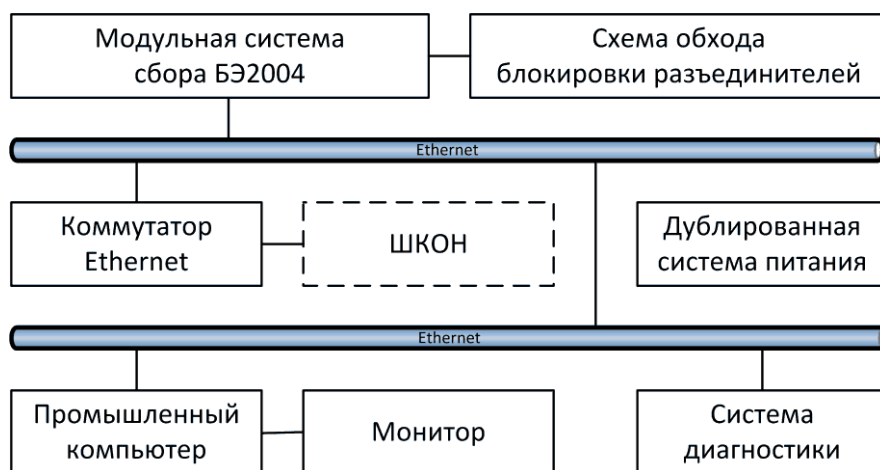 Модульная система
сбора БЭ2004
Схема обхода
блокировки разъединителей
Ethernet
Коммутатор
Ethernet
ШКОН
Дублированная
система питания
Ethernet
Промышленный
компьютер
Монитор
Система
диагностики